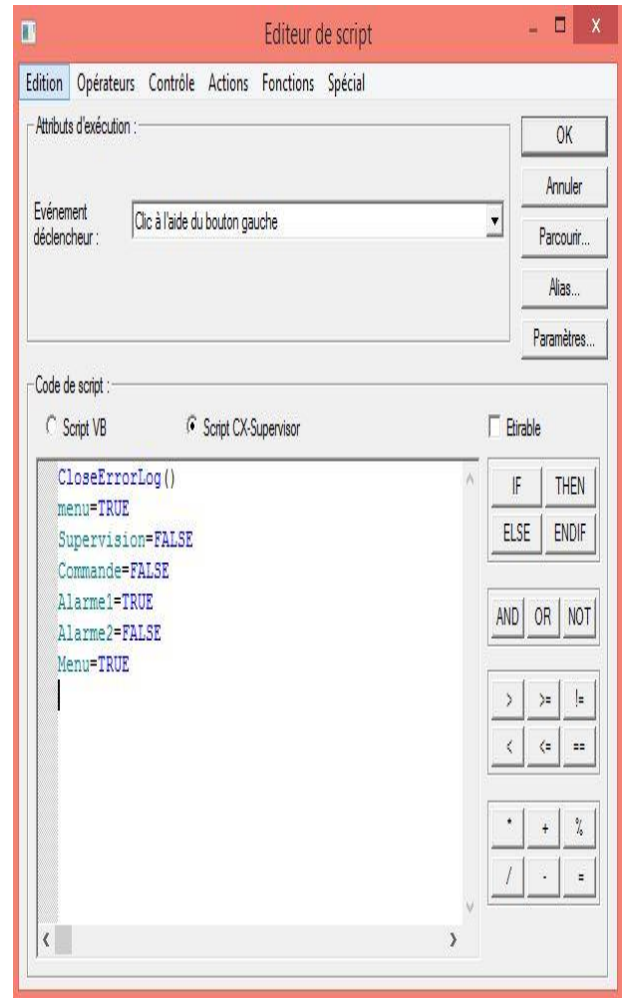 Editeur de script
Edition Opérateurs Contrôle Actions Fonctions Spécial
Attributs d'exécution :
Evénement
déclencheur :
Clic à l'aide du bouton gauche
OK
Annuler
Parcourir...
Alias...
Paramètres...
Code de script :
Script VB Script CX-Supervisor Etirable
CloseErrorLog()
menu=TRUE
Supervision=FALSE
Commande=FALSE
Alarme1=TRUE
Alarme2=FALSE
Menu=TRUE
IF THEN
ELSE ENDIF
AND OR NOT
> >= !=
< <= ==
* + %
/ - =